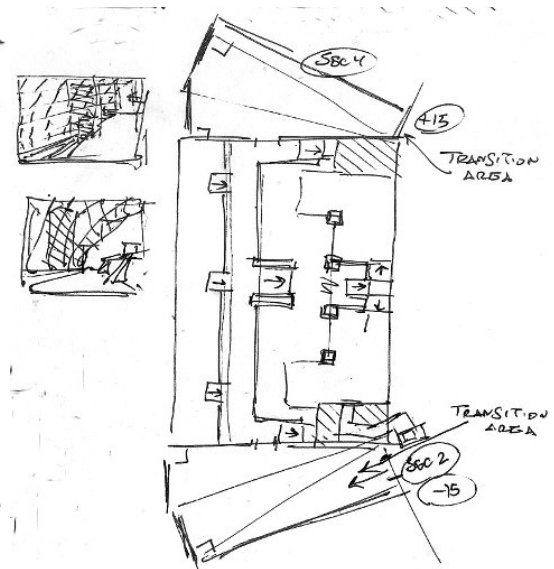 SEC 4
+15
TRANSITION
AREA
TRANSITION
AREA
SEC 2
-15